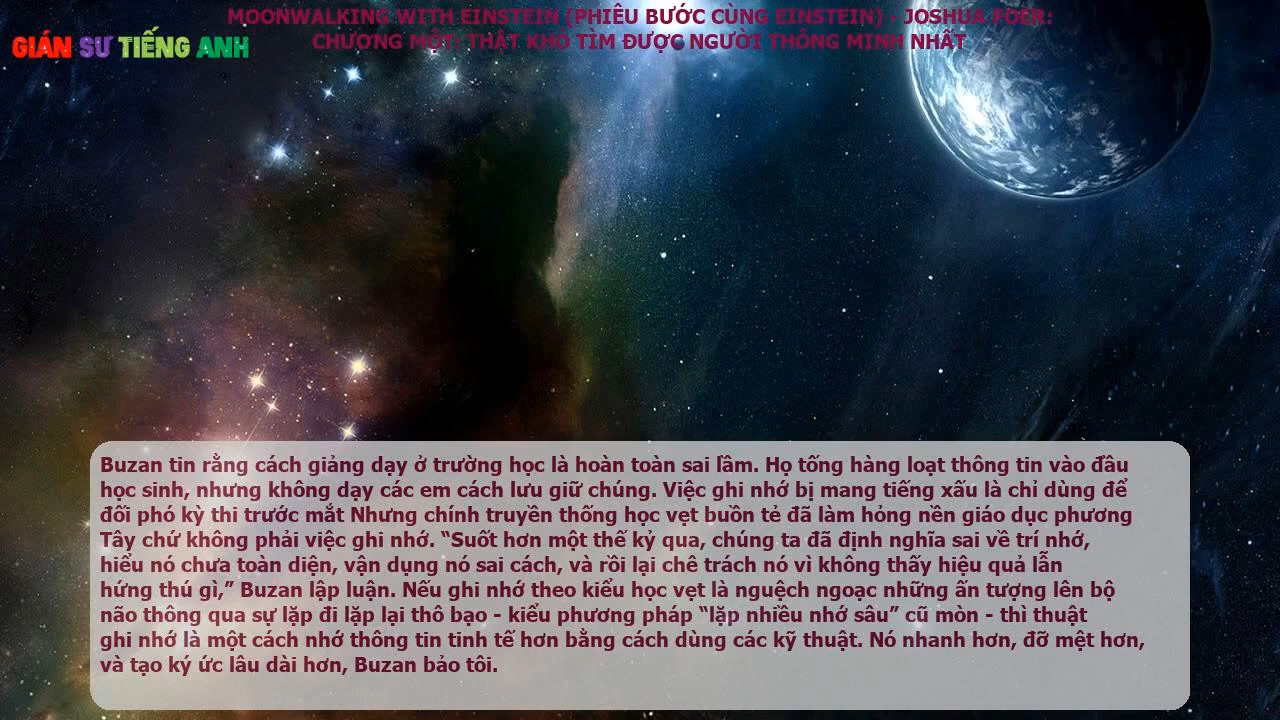 MOONWALKING WITH EINSTEIN (PHIÊU BƯỚC CÙNG EINSTEIN) - JOSHUA FOER:
CHƯƠNG MỘT: THẬT KHÓ TÌM ĐƯỢC NGƯỜI THÔNG MINH NHẤT
GIÁN SƯ TIẾNG ANH
Buzan tin rằng cách giảng dạy ở trường học là hoàn toàn sai lầm. Họ tống hàng loạt thông tin vào đầu
học sinh, nhưng không dạy các em cách lưu giữ chúng. Việc ghi nhớ bị mang tiếng xấu là chỉ dùng để
đối phó kỳ thi trước mắt Nhưng chính truyền thống học vẹt buồn tẻ đã làm hỏng nền giáo dục phương
Tây chứ không phải việc ghi nhớ. “Suốt hơn một thế kỷ qua, chúng ta đã định nghĩa sai về trí nhớ,
hiểu nó chưa toàn diện, vận dụng nó sai cách, và rồi lại chê trách nó vì không thấy hiệu quả lẫn
hứng thú gì,” Buzan lập luận. Nếu ghi nhớ theo kiểu học vẹt là nguệch ngoạc những ấn tượng lên bộ
não thông qua sự lặp đi lặp lại thô bạo - kiểu phương pháp “lặp nhiều nhớ sâu” cũ mòn - thì thuật
ghi nhớ là một cách nhớ thông tin tinh tế hơn bằng cách dùng các kỹ thuật. Nó nhanh hơn, đỡ mệt hơn,
và tạo ký ức lâu dài hơn, Buzan bảo tôi.